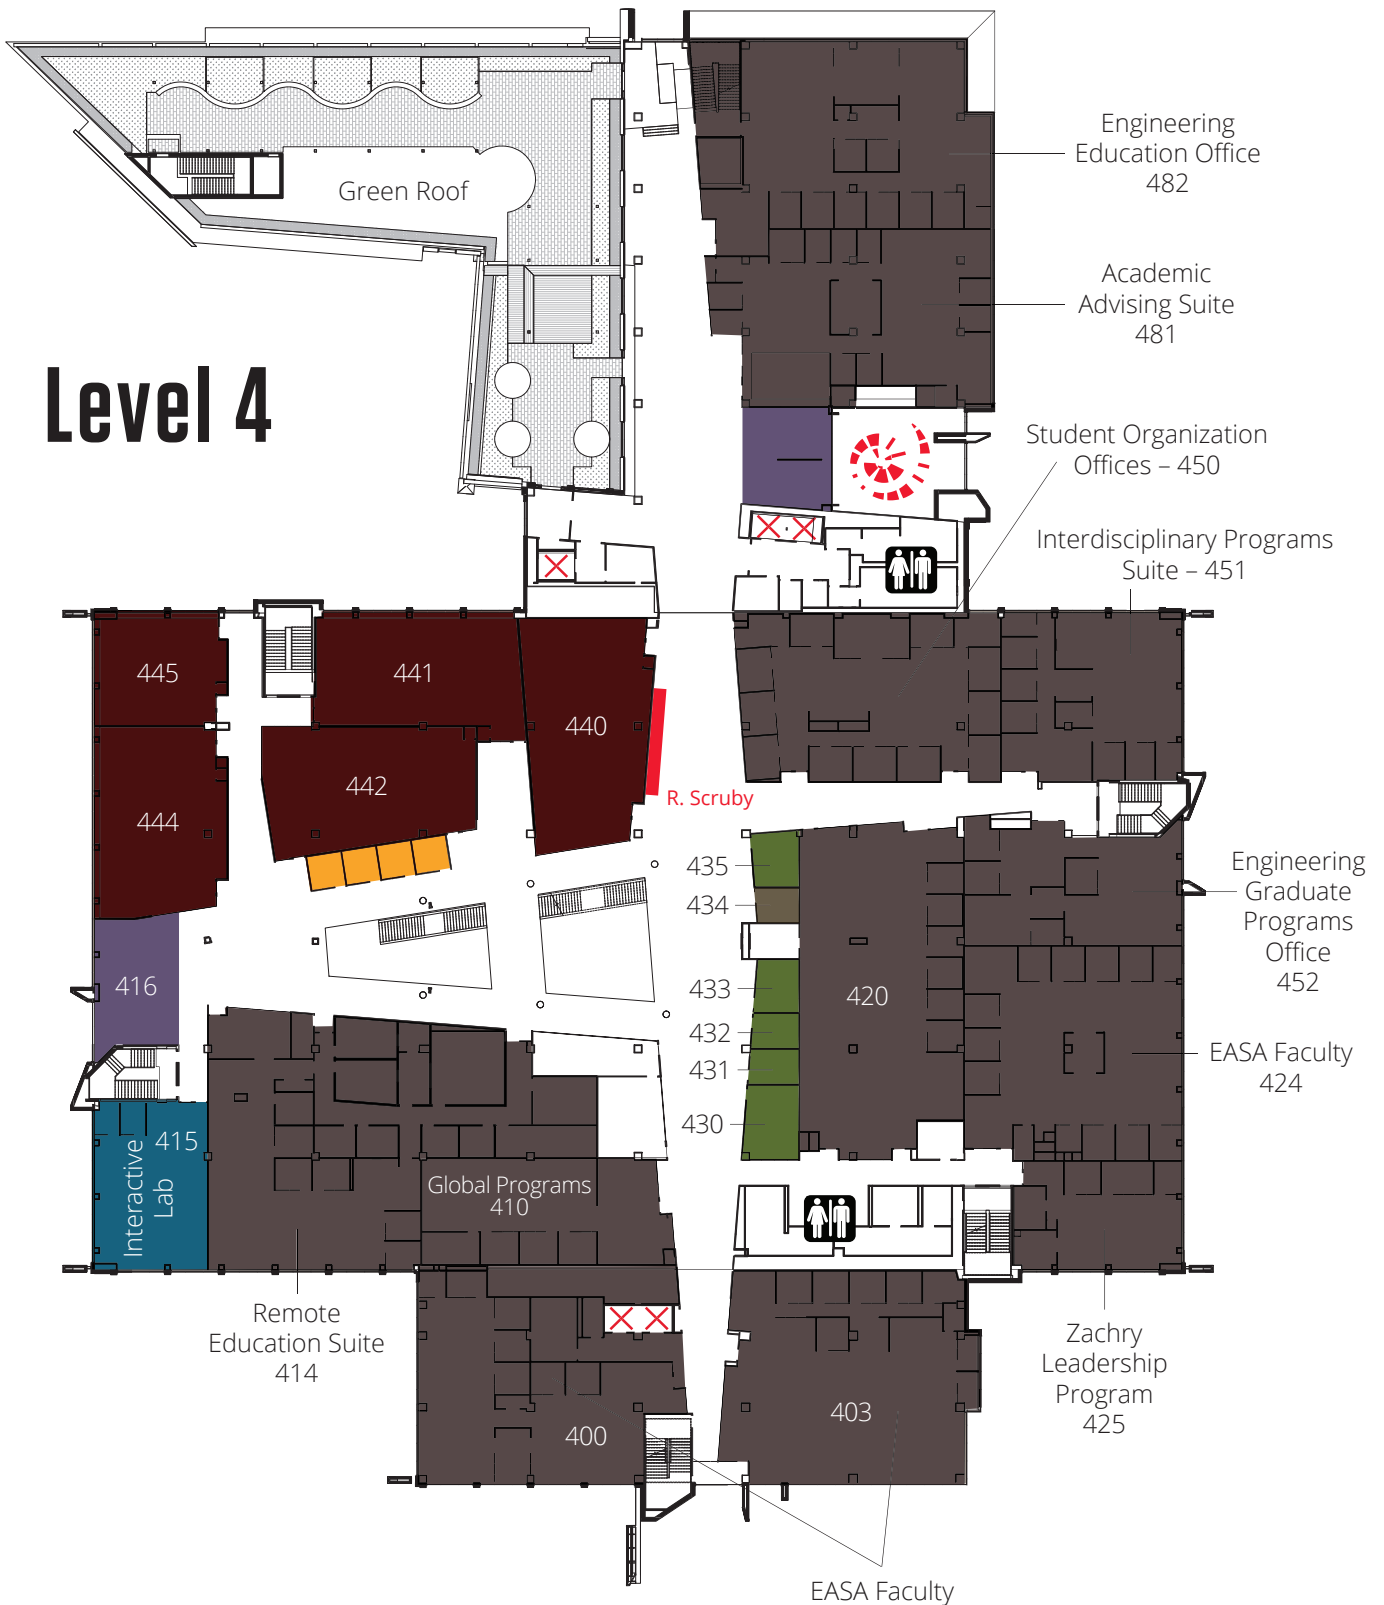 Engineering
Education Office
482
Green Roof
Academic
Advising Suite
481
Level 4
Student Organization
Offices – 450
Interdisciplinary Programs
Suite – 451
445
441
440
442
444
R. Scruby
435
434
416
433
432
431
430
420
Engineering
Graduate
Programs
Office
452
EASA Faculty
424
415
Interactive
Lab
Global Programs
410
Remote
Education Suite
414
Zachry
Leadership
Program
425
400
403
EASA Faculty